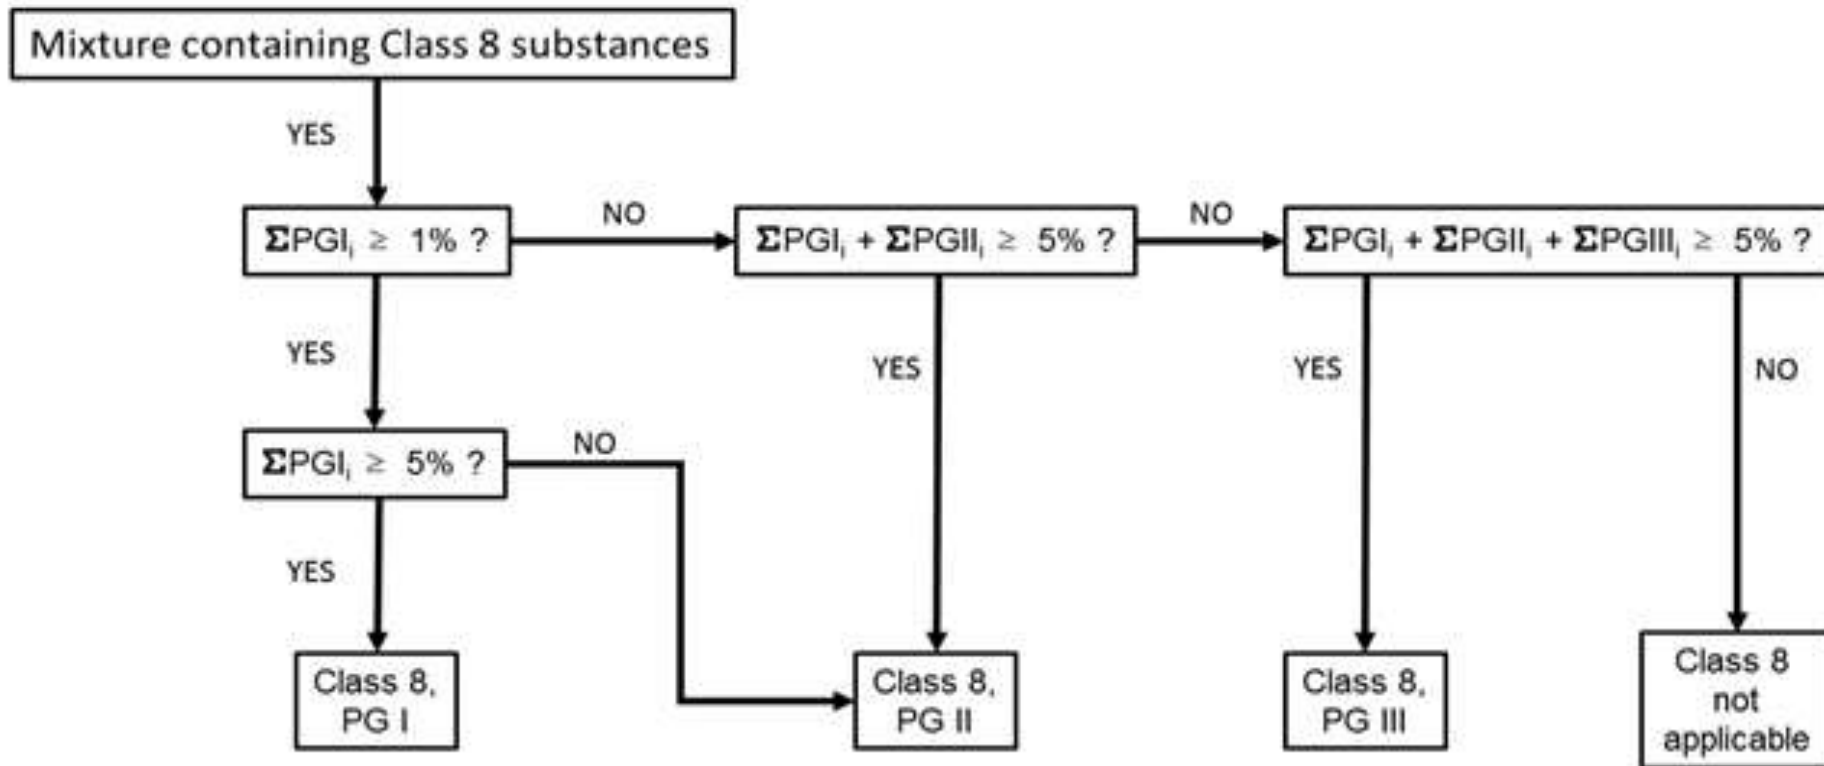 Mixture containing Class 8 substances
YES
ΣPGIᵢ ≥ 1% ?
NO
ΣPGIᵢ + ΣPGIIᵢ ≥ 5% ?
NO
ΣPGIᵢ + ΣPGIIᵢ + ΣPGIIIᵢ ≥ 5% ?
YES
YES
YES
NO
ΣPGIᵢ ≥ 5% ?
NO
YES
Class 8,
PG I
Class 8,
PG II
Class 8,
PG III
Class 8
not
applicable